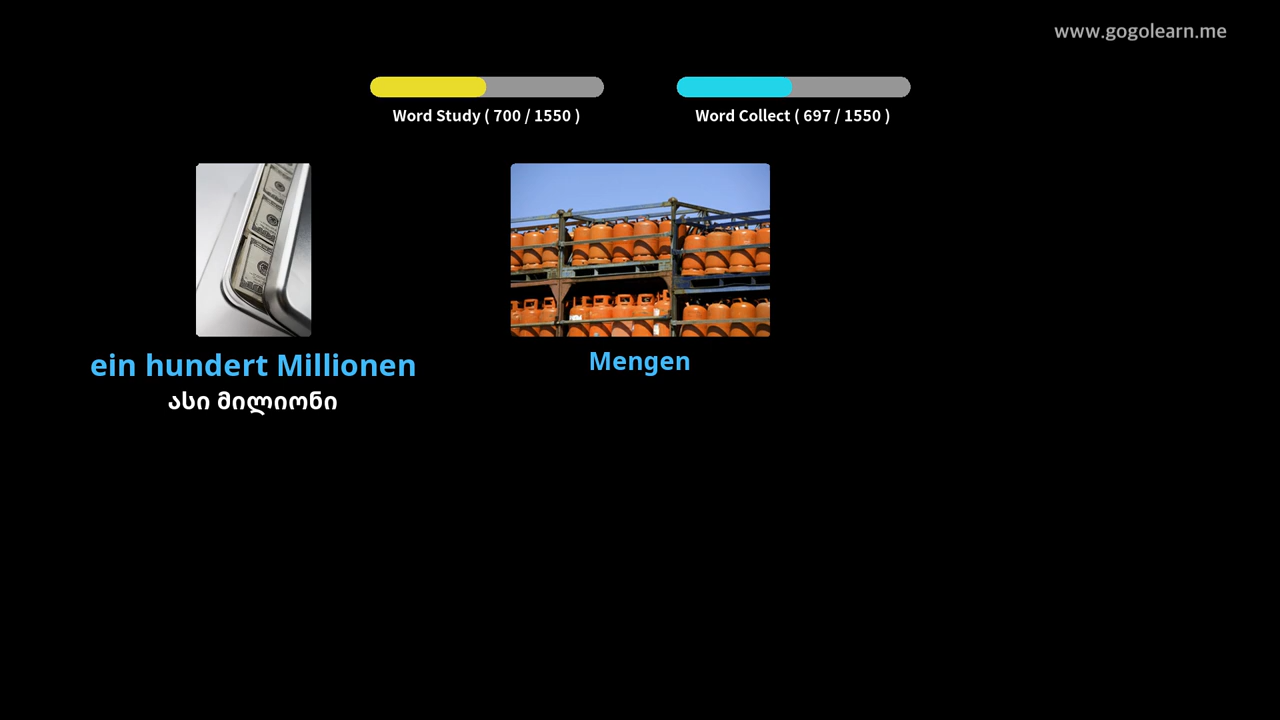 www.gogolearn.me
Word Study ( 700 / 1550 )
Word Collect ( 697 / 1550 )
ein hundert Millionen
ასი მილიონი
Mengen